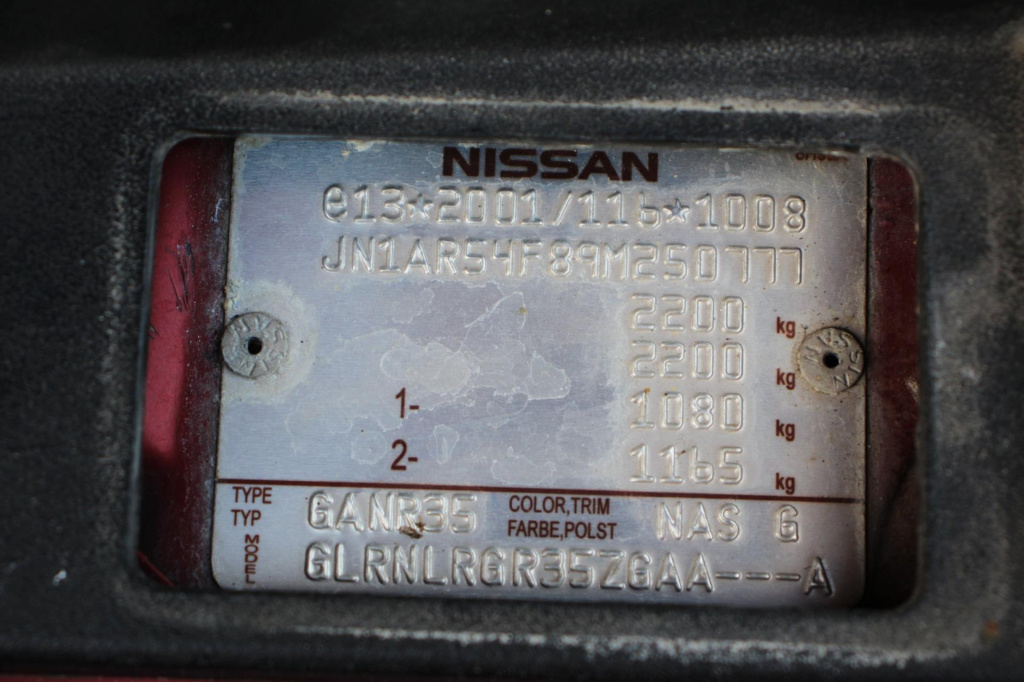 NISSAN
e13*2001/116*1008
JN1AR54F89M250777
2200 kg
2200 kg
1- 1080 kg
2- 1165 kg
TYPE TYP GANR35 COLOR,TRIM FARBE,POLST NAS G
MODEL GLRNLRGR35ZGAA---A